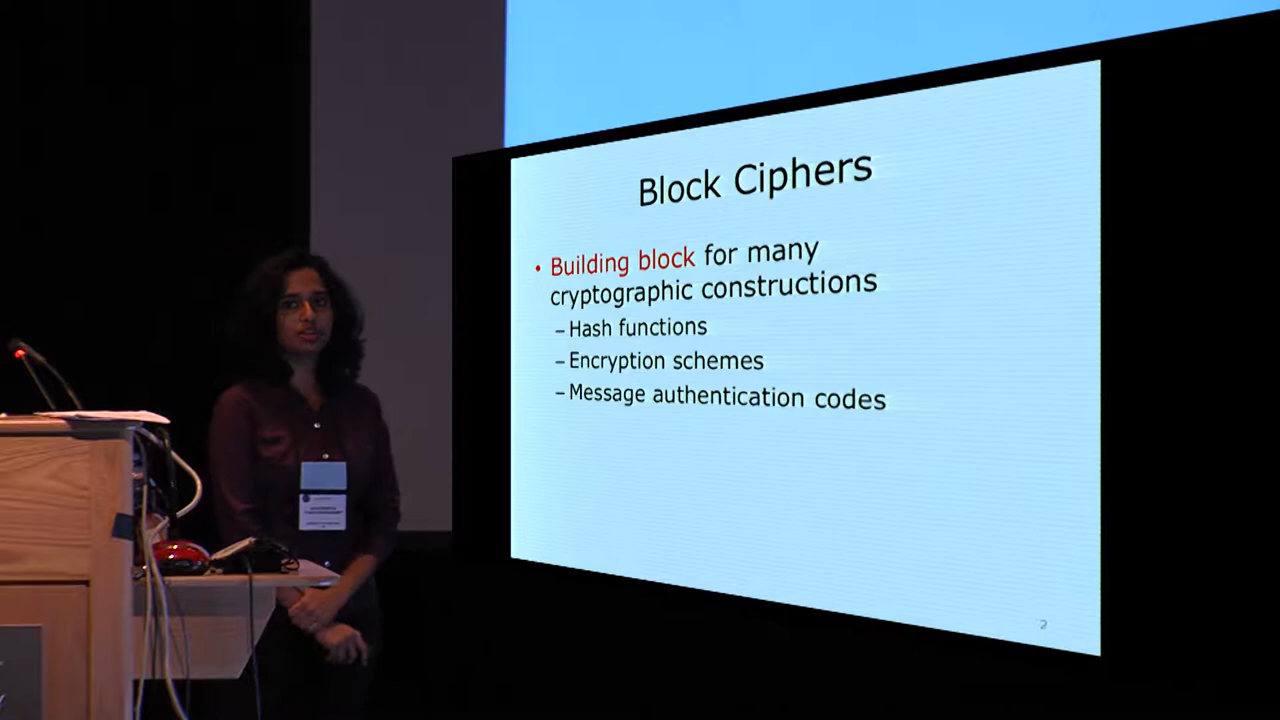 Block Ciphers
• Building block for many
cryptographic constructions
– Hash functions
– Encryption schemes
– Message authentication codes
2